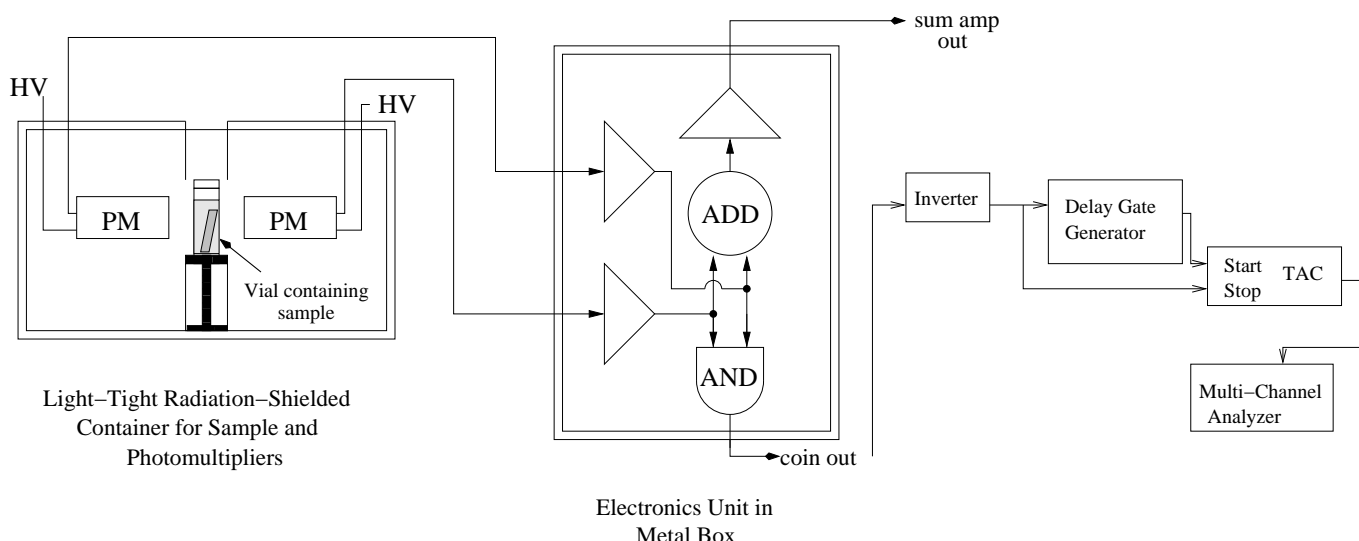 sum amp
out
HV
HV
PM
PM
Vial containing
sample
Light−Tight Radiation−Shielded
Container for Sample and
Photomultipliers
ADD
AND
coin out
Electronics Unit in
Metal Box
Inverter
Delay Gate
Generator
Start
Stop
TAC
Multi−Channel
Analyzer